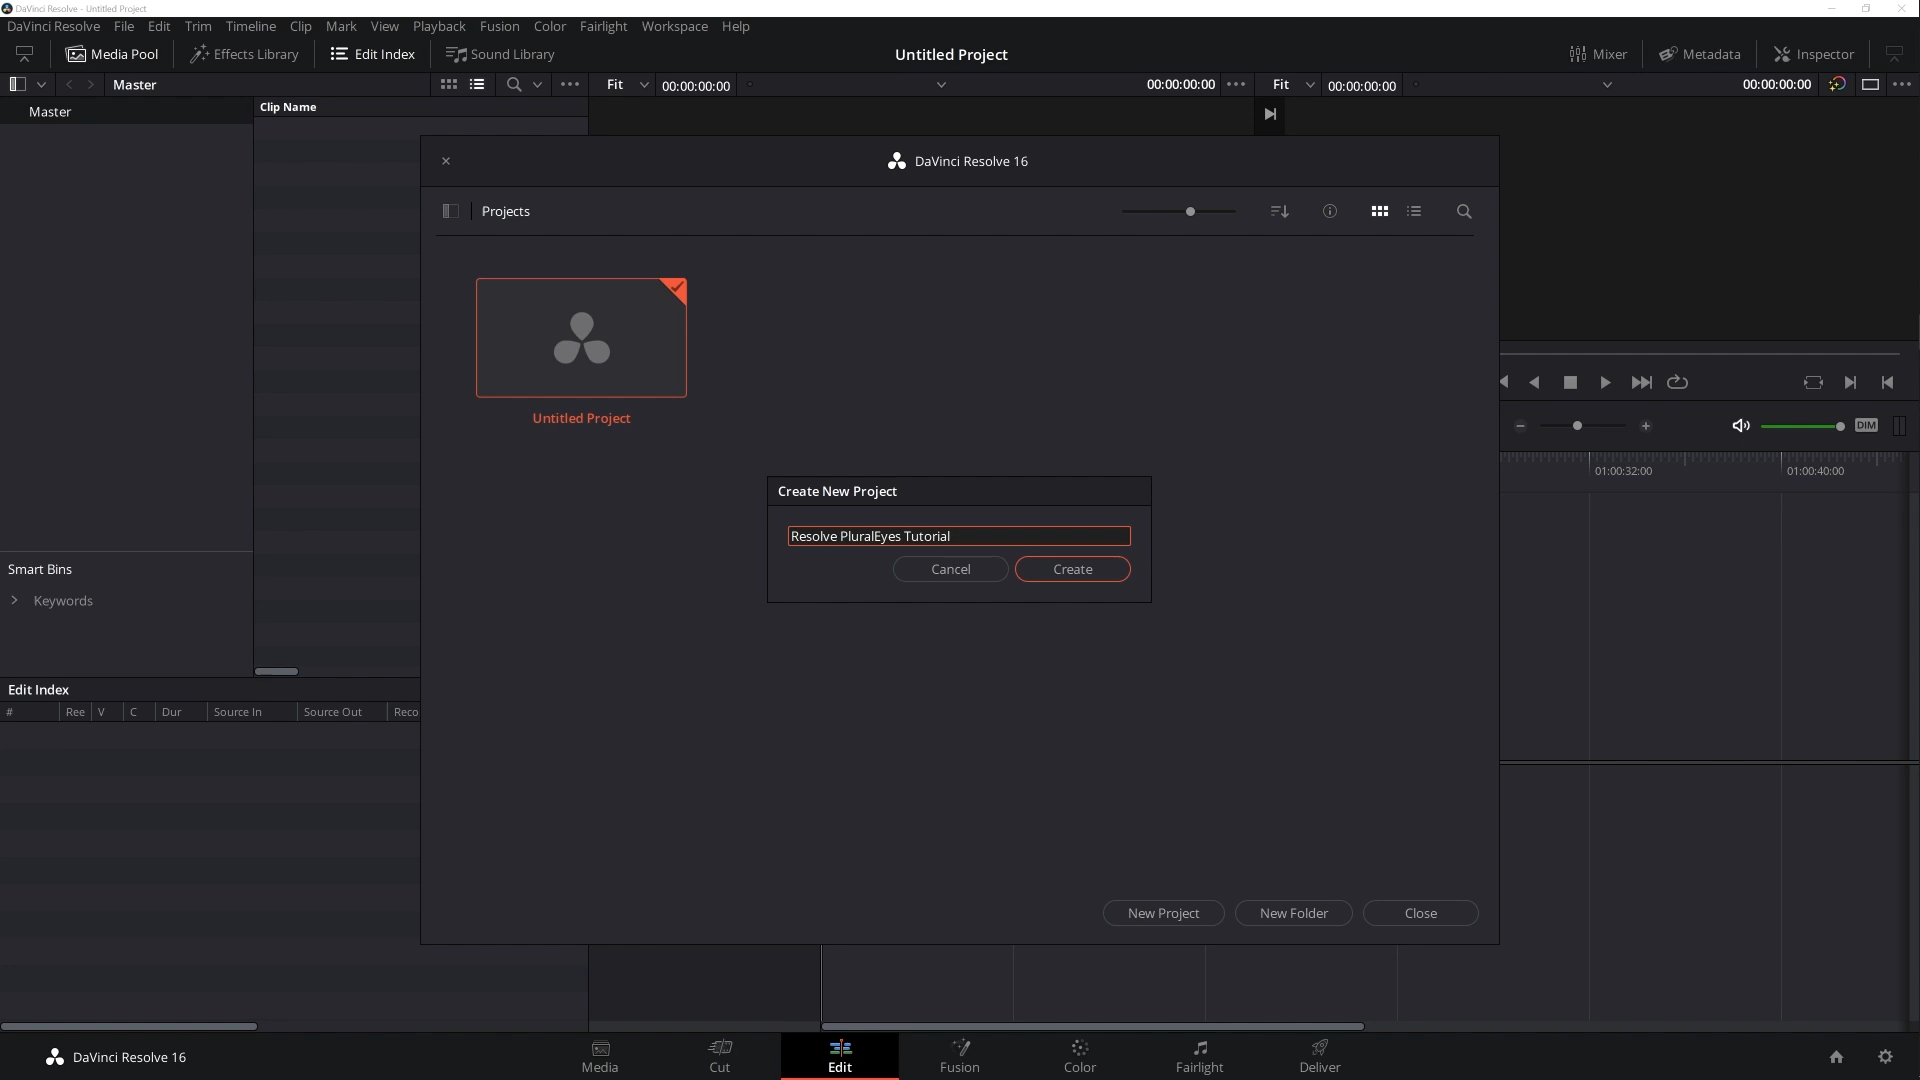 DaVinci Resolve - Untitled Project
DaVinci Resolve File Edit Trim Timeline Clip Mark View Playback Fusion Color Fairlight Workspace Help
Media Pool Effects Library Edit Index Sound Library Untitled Project Mixer Metadata Inspector
Master Fit 00:00:00:00 00:00:00:00 Fit 00:00:00:00 00:00:00:00
Master Clip Name
DaVinci Resolve 16
Projects
Untitled Project
DIM
01:00:32:00 01:00:40:00
Create New Project
Resolve PluralEyes Tutorial
Cancel Create
Smart Bins
Keywords
Edit Index
# Ree V C Dur Source In Source Out Reco
New Project New Folder Close
DaVinci Resolve 16 Media Cut Edit Fusion Color Fairlight Deliver